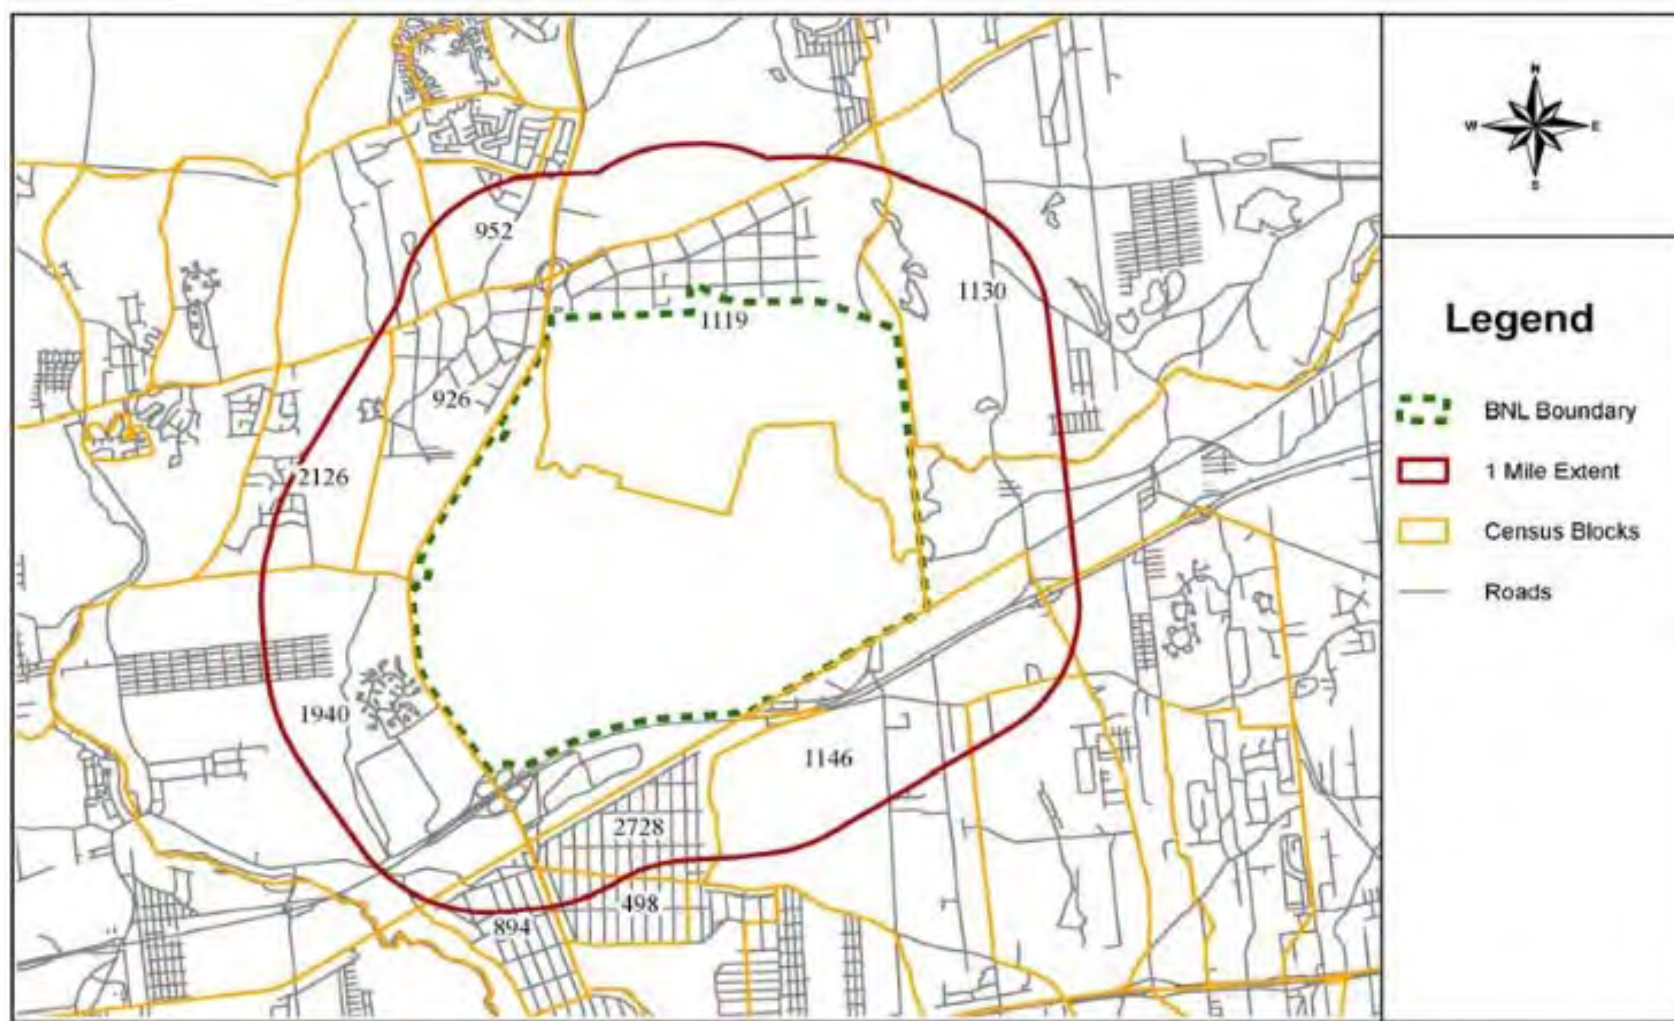 N
W E
S
952
1130
1119
Legend
926
BNL Boundary
2126
1 Mile Extent
Census Blocks
Roads
1940
1146
2728
498
894